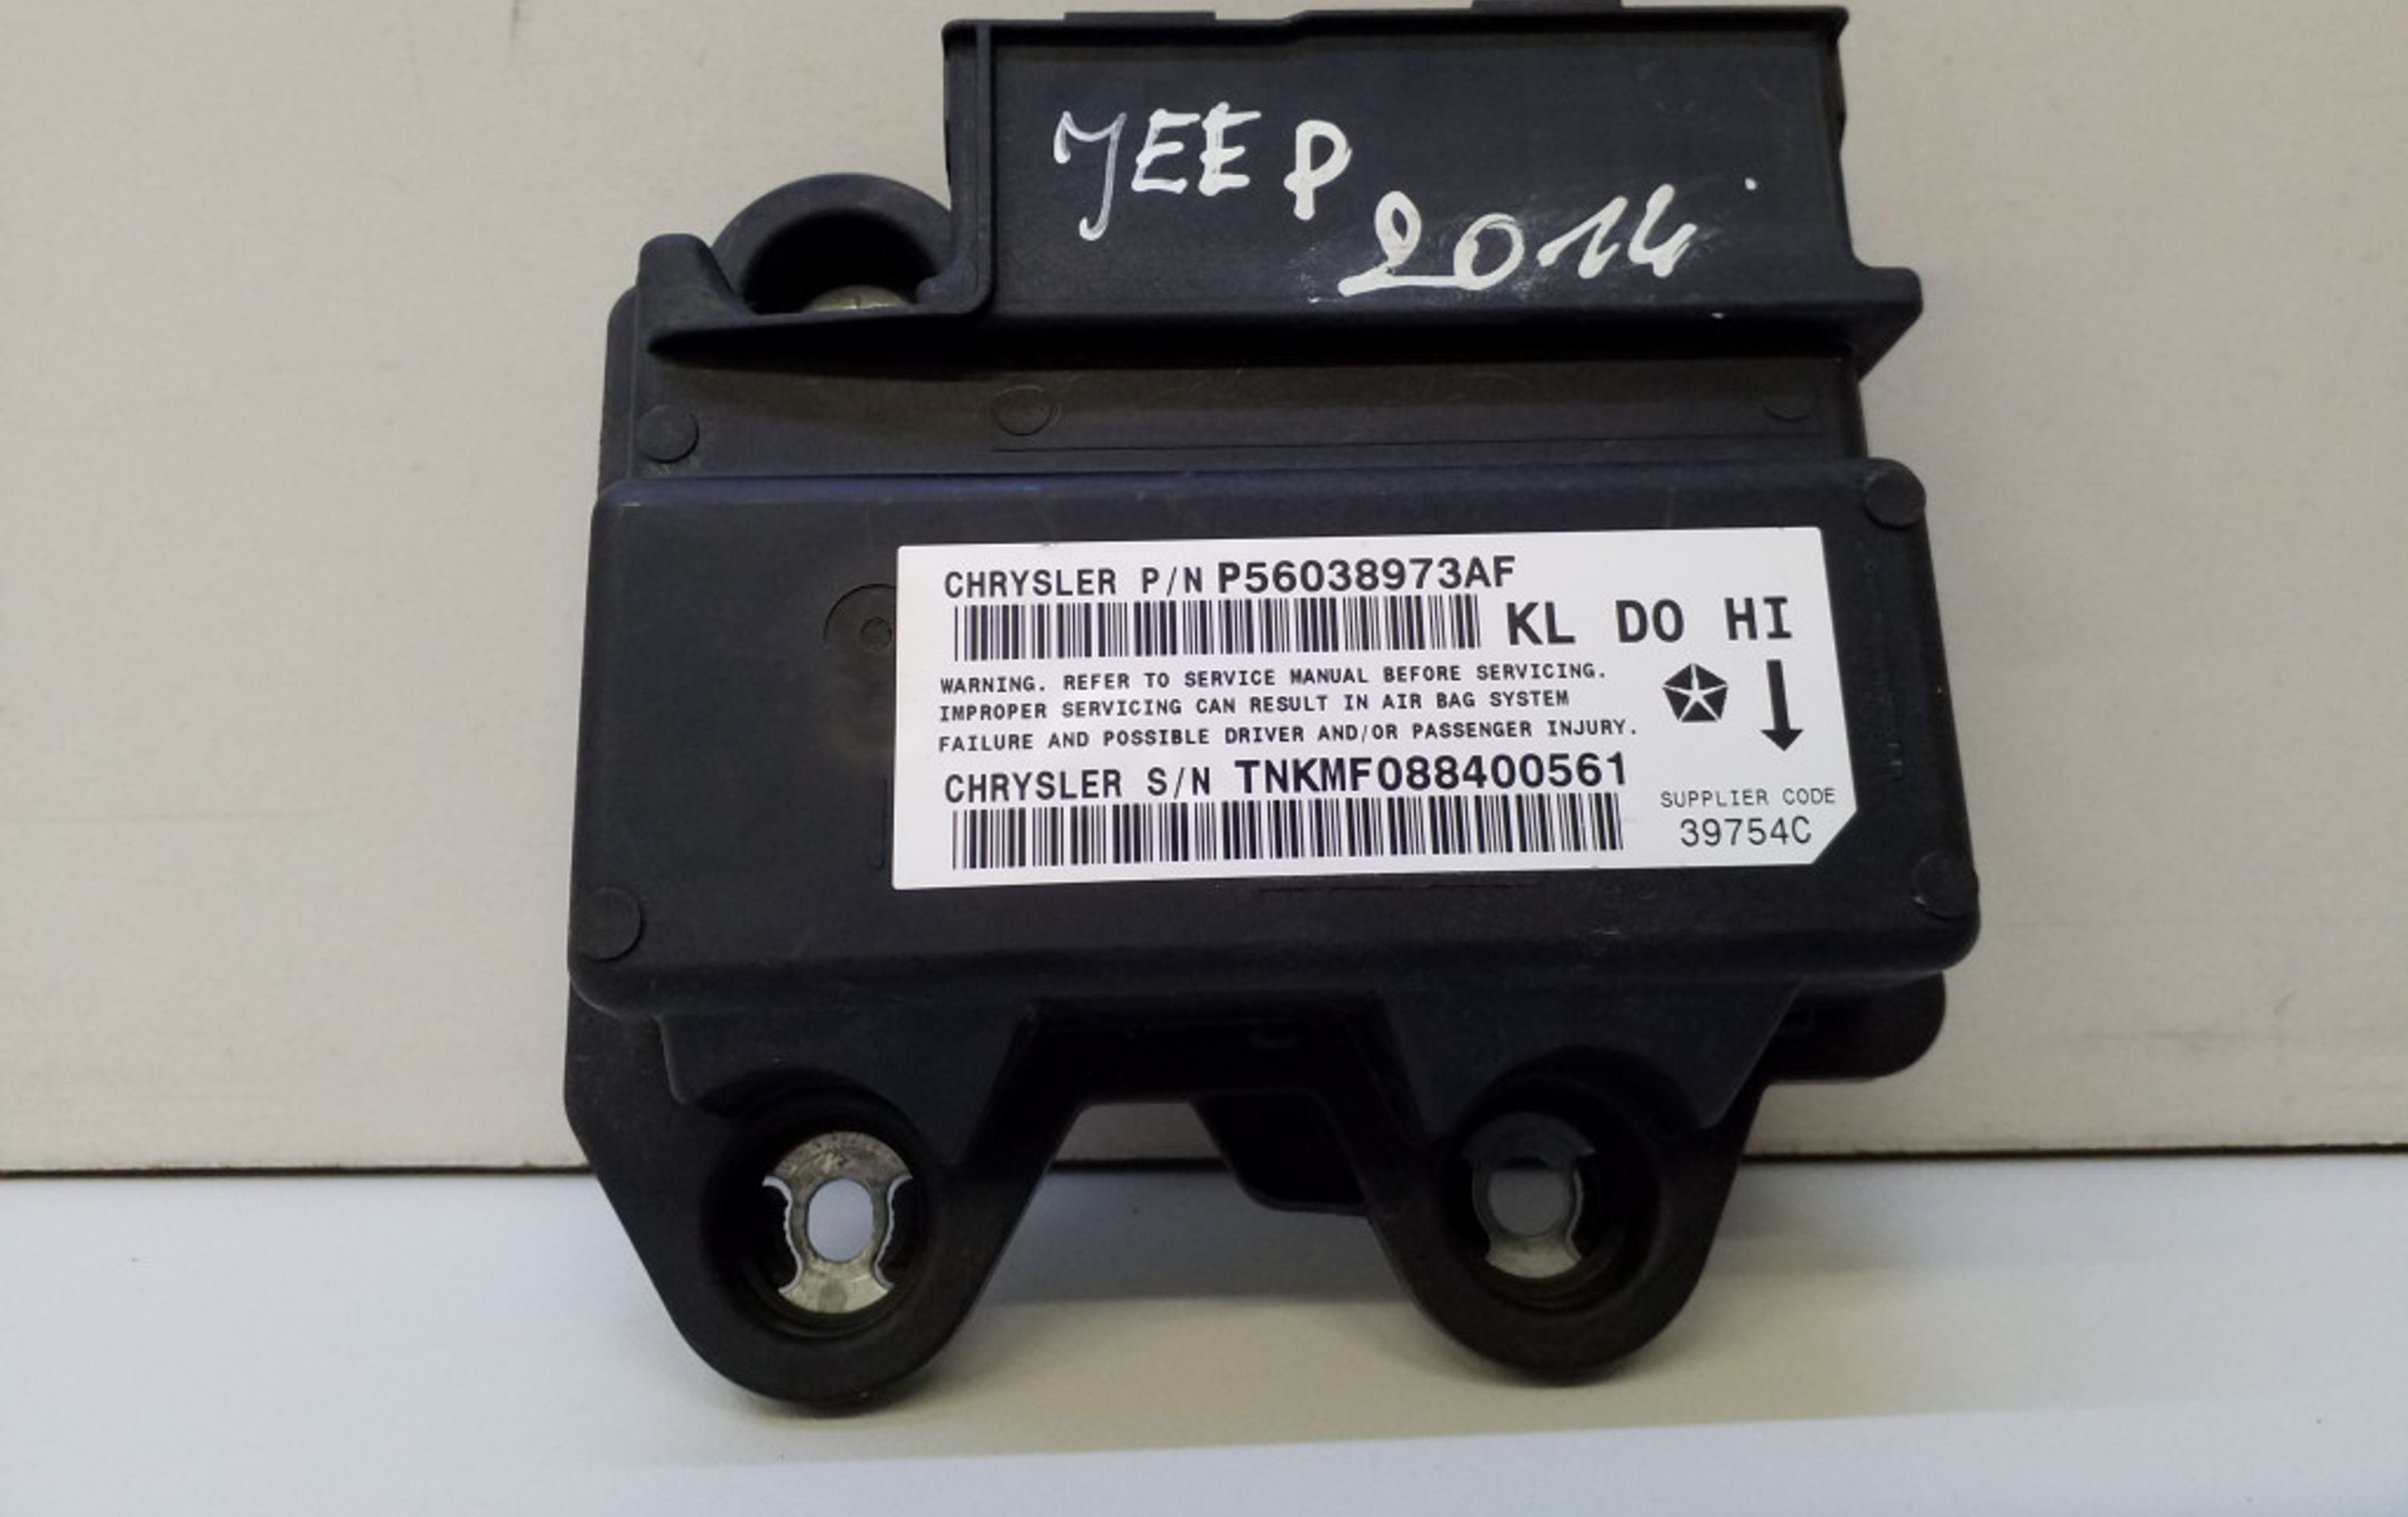 JEEP
2014
CHRYSLER P/N P56038973AF
KL DO HI
WARNING. REFER TO SERVICE MANUAL BEFORE SERVICING.
IMPROPER SERVICING CAN RESULT IN AIR BAG SYSTEM
FAILURE AND POSSIBLE DRIVER AND/OR PASSENGER INJURY.
CHRYSLER S/N TNKMF088400561
SUPPLIER CODE
39754C